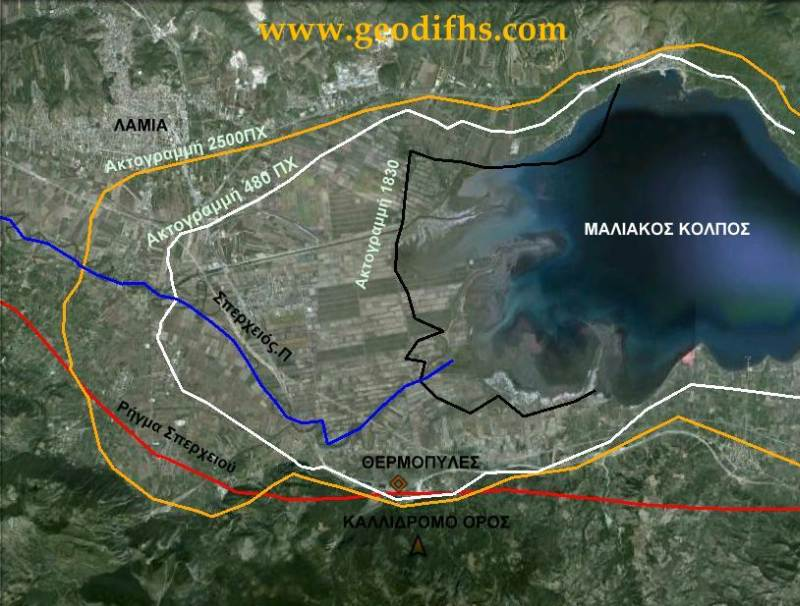 www.geodifhs.com
ΛΑΜΙΑ
Ακτογραμμή 2500ΠΧ
Ακτογραμμή 480 ΠΧ
Ακτογραμμή 1830
ΜΑΛΙΑΚΟΣ ΚΟΛΠΟΣ
Σπερχειός.Π
Ρήγμα Σπερχειού
ΘΕΡΜΟΠΥΛΕΣ
ΚΑΛΛΙΔΡΟΜΟ ΟΡΟΣ